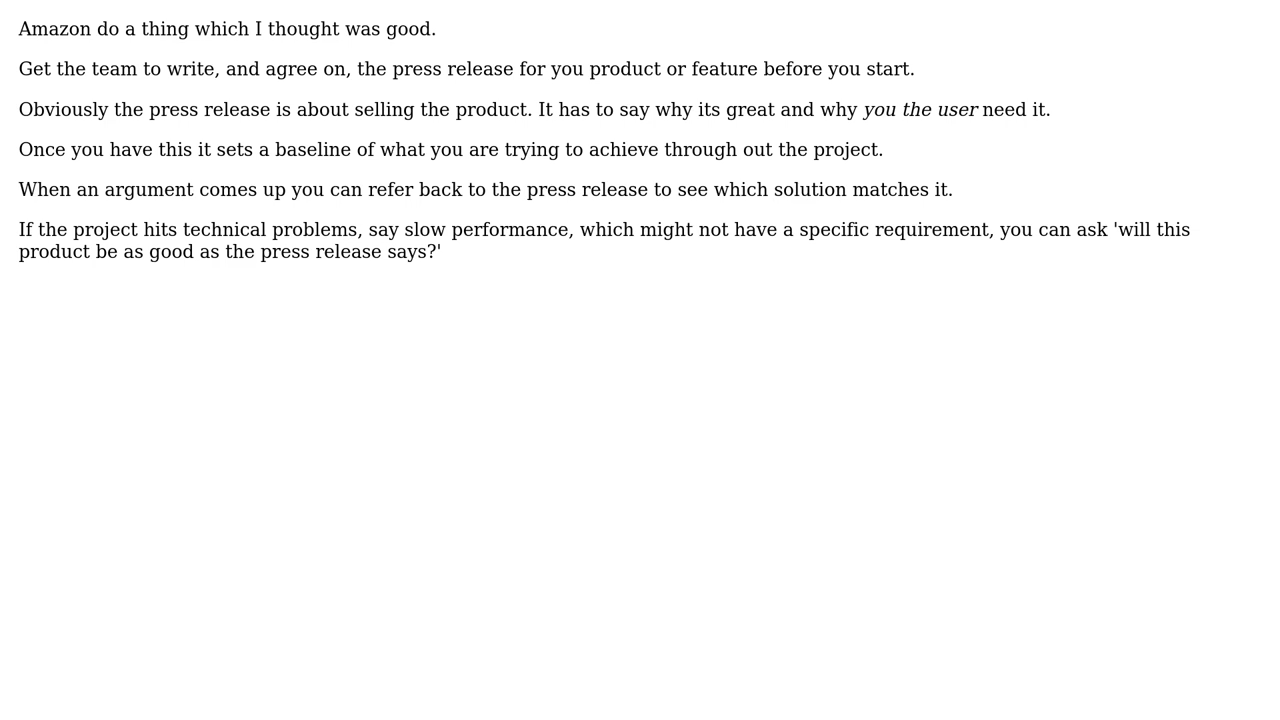 Amazon do a thing which I thought was good.
Get the team to write, and agree on, the press release for you product or feature before you start.
Obviously the press release is about selling the product. It has to say why its great and why you the user need it.
Once you have this it sets a baseline of what you are trying to achieve through out the project.
When an argument comes up you can refer back to the press release to see which solution matches it.
If the project hits technical problems, say slow performance, which might not have a specific requirement, you can ask 'will this
product be as good as the press release says?'